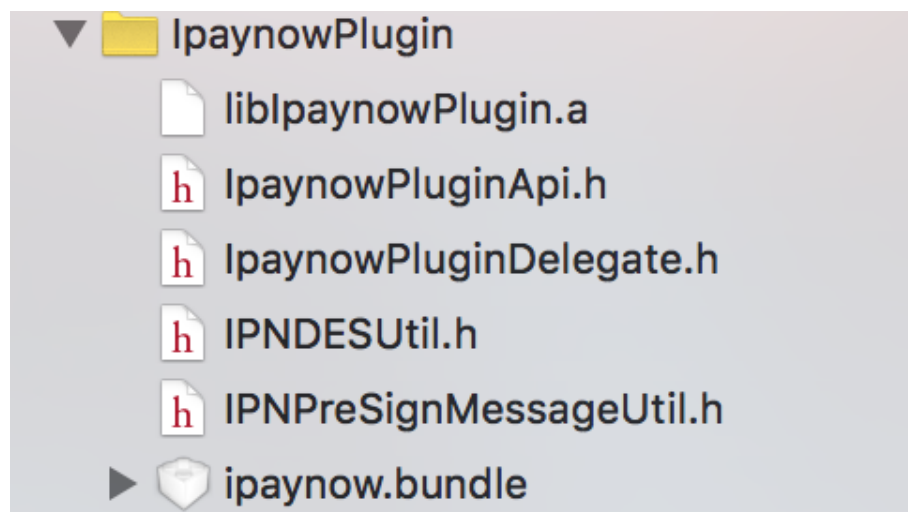 IpaynowPlugin
libIpaynowPlugin.a
h IpaynowPluginApi.h
h IpaynowPluginDelegate.h
h IPNDESUtil.h
h IPNPreSignMessageUtil.h
ipaynow.bundle